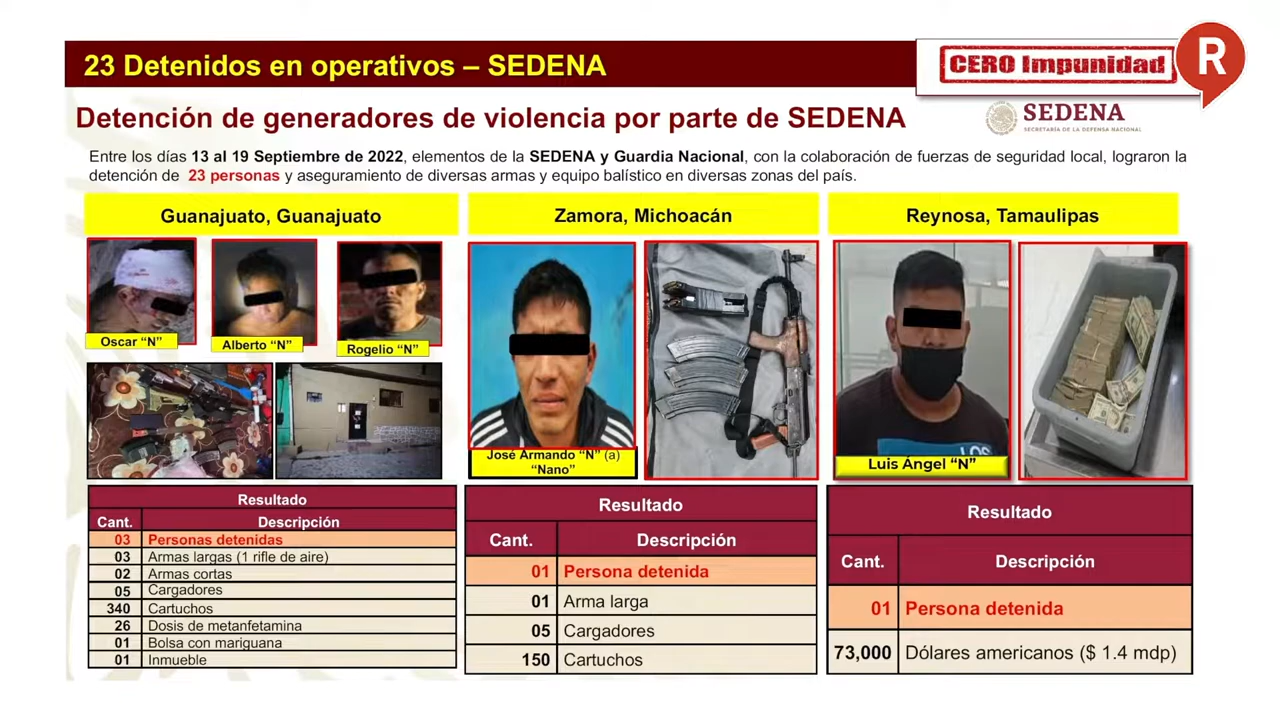 23 Detenidos en operativos – SEDENA
CERO Impunidad
R
Detención de generadores de violencia por parte de SEDENA
SEDENA
SECRETARÍA DE LA DEFENSA NACIONAL
Entre los días 13 al 19 Septiembre de 2022, elementos de la SEDENA y Guardia Nacional, con la colaboración de fuerzas de seguridad local, lograron la
detención de 23 personas y aseguramiento de diversas armas y equipo balístico en diversas zonas del país.
Guanajuato, Guanajuato
Oscar “N”
Alberto “N”
Rogelio “N”
Resultado
Cant. Descripción
03 Personas detenidas
03 Armas largas (1 rifle de aire)
02 Armas cortas
05 Cargadores
340 Cartuchos
26 Dosis de metanfetamina
01 Bolsa con mariguana
01 Inmueble
Zamora, Michoacán
José Armando “N” (a)
“Nano”
Resultado
Cant. Descripción
01 Persona detenida
01 Arma larga
05 Cargadores
150 Cartuchos
Reynosa, Tamaulipas
LOS
Luis Ángel “N”
Resultado
Cant. Descripción
01 Persona detenida
73,000 Dólares americanos ($ 1.4 mdp)